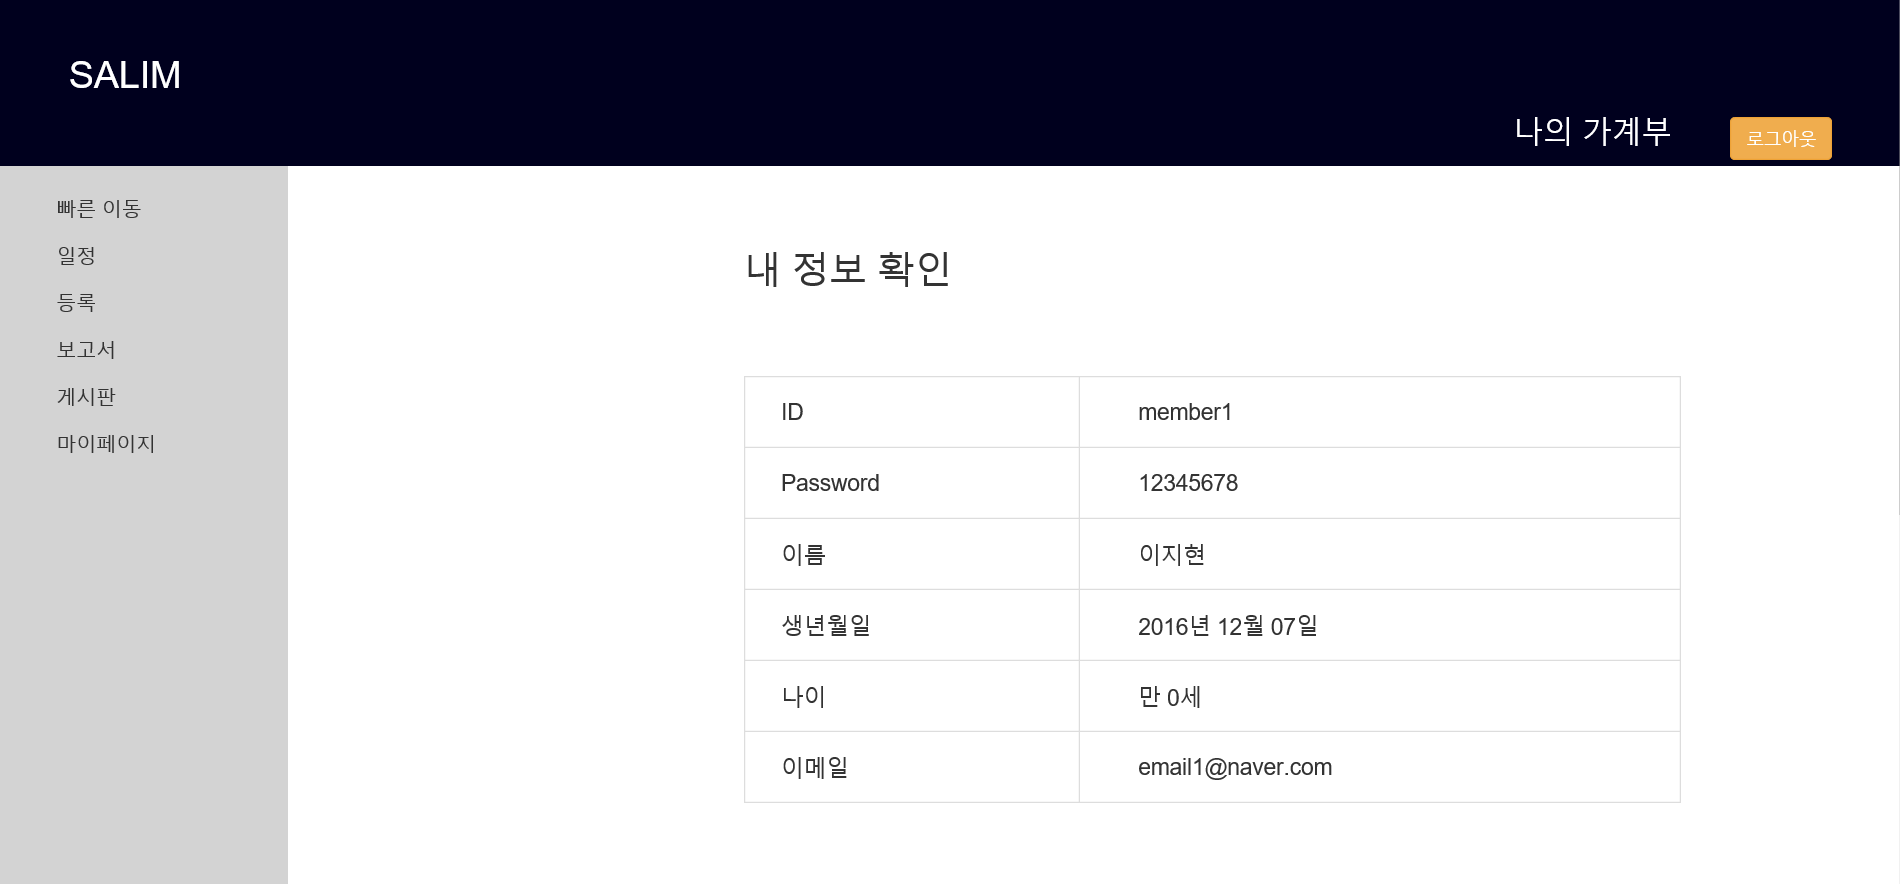 SALIM
나의 가계부
로그아웃
빠른 이동
일정
등록
보고서
게시판
마이페이지
내 정보 확인
ID member1
Password 12345678
이름 이지현
생년월일 2016년 12월 07일
나이 만 0세
이메일 email1@naver.com